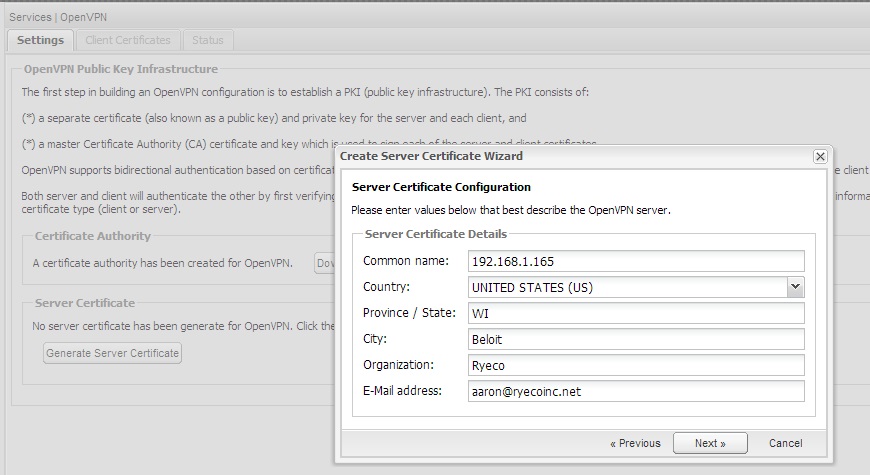 Services | OpenVPN
Settings Client Certificates Status
OpenVPN Public Key Infrastructure
The first step in building an OpenVPN configuration is to establish a PKI (public key infrastructure). The PKI consists of:
(*) a separate certificate (also known as a public key) and private key for the server and each client, and
(*) a master Certificate Authority (CA) certificate and key which is used to sign each of the server and client certificates.
OpenVPN supports bidirectional authentication based on certificat
e client
Both server and client will authenticate the other by first verifying
informa
certificate type (client or server).
Certificate Authority
A certificate authority has been created for OpenVPN. Dow
Server Certificate
No server certificate has been generate for OpenVPN. Click the
Generate Server Certificate
Create Server Certificate Wizard
Server Certificate Configuration
Please enter values below that best describe the OpenVPN server.
Server Certificate Details
Common name: 192.168.1.165
Country: UNITED STATES (US)
Province / State: WI
City: Beloit
Organization: Ryeco
E-Mail address: aaron@ryecoinc.net
« Previous Next » Cancel